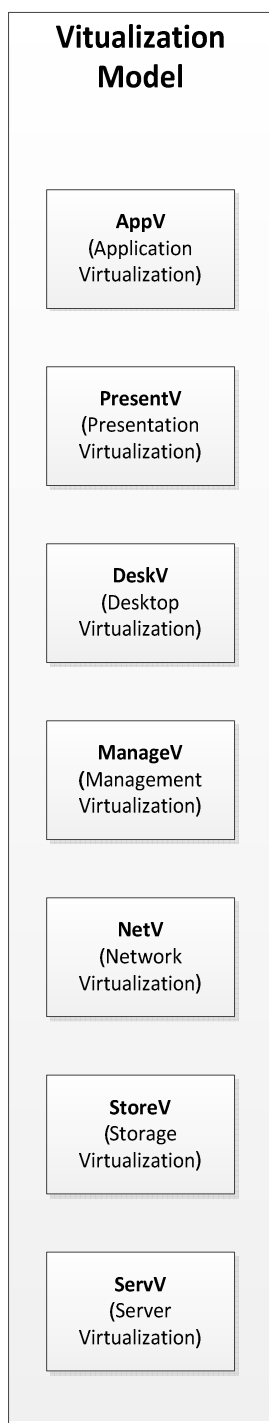 Vitualization
Model
AppV
(Application
Virtualization)
PresentV
(Presentation
Virtualization)
DeskV
(Desktop
Virtualization)
ManageV
(Management
Virtualization)
NetV
(Network
Virtualization)
StoreV
(Storage
Virtualization)
ServV
(Server
Virtualization)